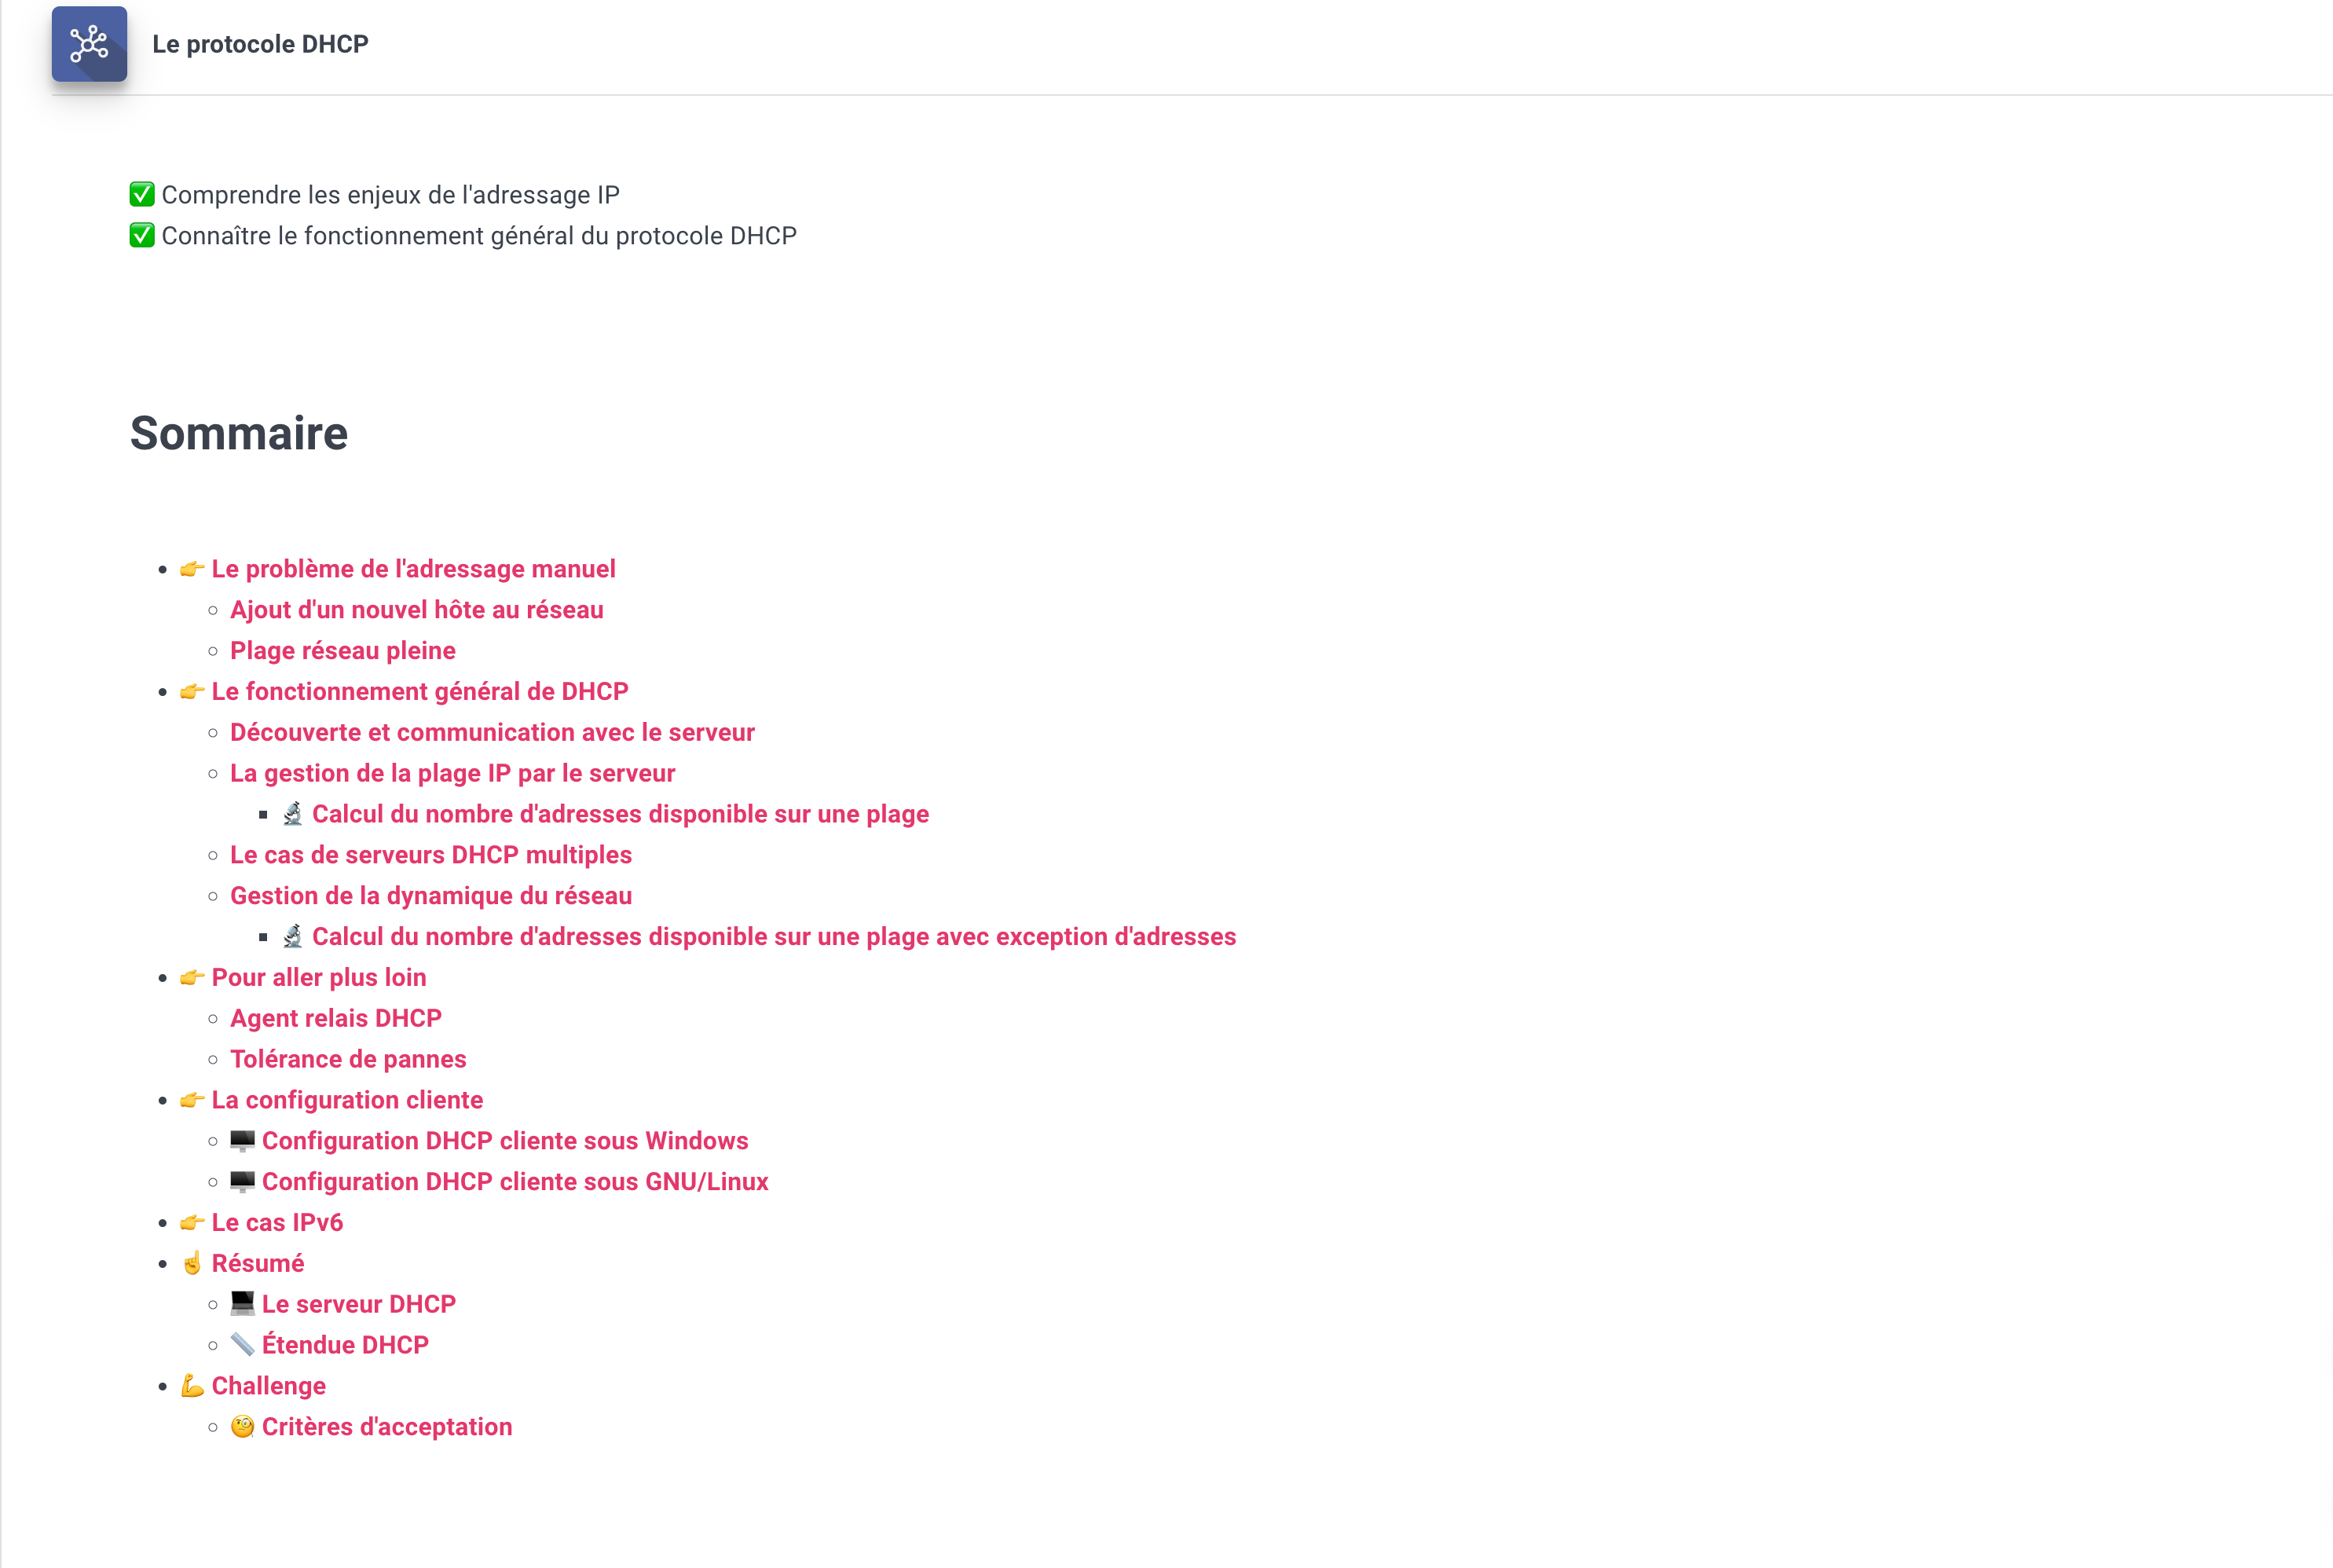 Le protocole DHCP
✅ Comprendre les enjeux de l'adressage IP
✅ Connaître le fonctionnement général du protocole DHCP
Sommaire
👉 Le problème de l'adressage manuel
Ajout d'un nouvel hôte au réseau
Plage réseau pleine
👉 Le fonctionnement général de DHCP
Découverte et communication avec le serveur
La gestion de la plage IP par le serveur
🔬 Calcul du nombre d'adresses disponible sur une plage
Le cas de serveurs DHCP multiples
Gestion de la dynamique du réseau
🔬 Calcul du nombre d'adresses disponible sur une plage avec exception d'adresses
👉 Pour aller plus loin
Agent relais DHCP
Tolérance de pannes
👉 La configuration cliente
🖥️ Configuration DHCP cliente sous Windows
🖥️ Configuration DHCP cliente sous GNU/Linux
👉 Le cas IPv6
☝️ Résumé
💻 Le serveur DHCP
📏 Étendue DHCP
💪 Challenge
🧐 Critères d'acceptation